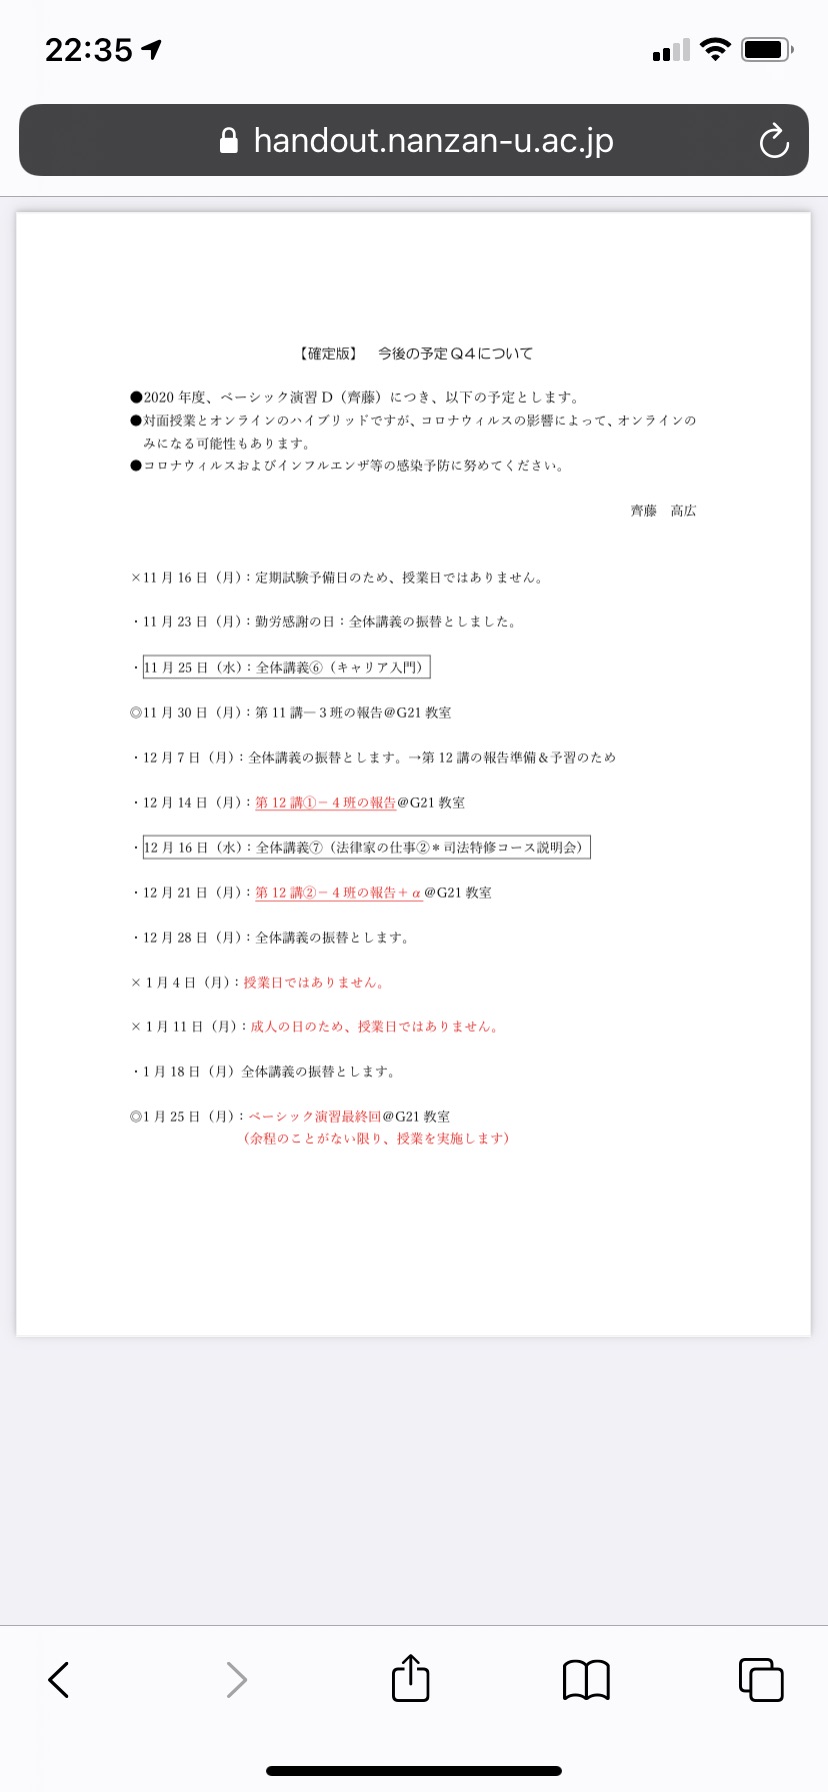 22:35
handout.nanzan-u.ac.jp
【確定版】　今後の予定Q4について
●2020 年度、ベーシック演習 D（齊藤）につき、以下の予定とします。
●対面授業とオンラインのハイブリッドですが、コロナウィルスの影響によって、オンラインの
みになる可能性もあります。
●コロナウィルスおよびインフルエンザ等の感染予防に努めてください。
齊藤　高広
×11 月 16 日（月）：定期試験予備日のため、授業日ではありません。
・11 月 23 日（月）：勤労感謝の日：全体講義の振替としました。
・11 月 25 日（水）：全体講義⑥（キャリア入門）
◎11 月 30 日（月）：第 11 講―３班の報告@G21 教室
・12 月 7 日（月）：全体講義の振替とします。→第 12 講の報告準備＆予習のため
・12 月 14 日（月）：第 12 講①－４班の報告@G21 教室
・12 月 16 日（水）：全体講義⑦（法律家の仕事②＊司法特修コース説明会）
・12 月 21 日（月）：第 12 講②－４班の報告＋α@G21 教室
・12 月 28 日（月）：全体講義の振替とします。
×１月４日（月）：授業日ではありません。
×１月 11 日（月）：成人の日のため、授業日ではありません。
・1 月 18 日（月）全体講義の振替とします。
◎1 月 25 日（月）：ベーシック演習最終回@G21 教室
（余程のことがない限り、授業を実施します）